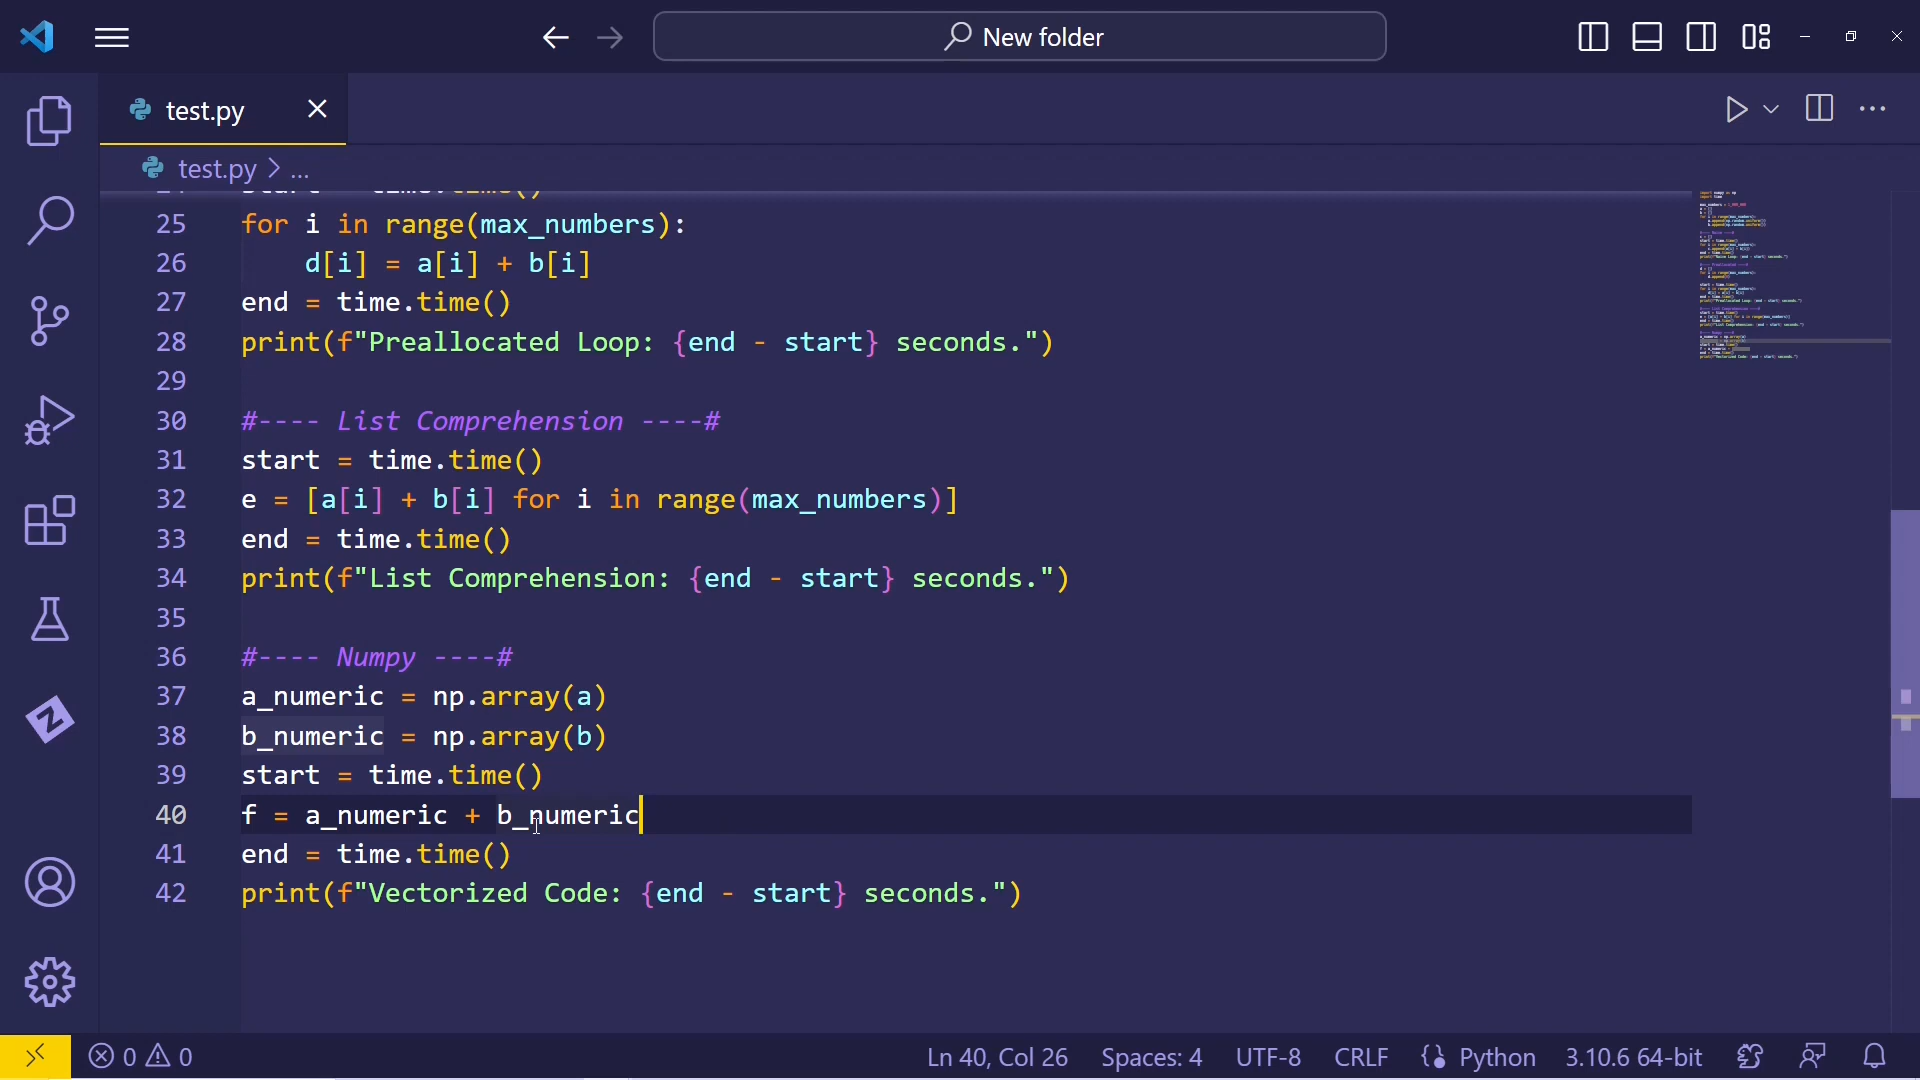 New folder
test.py
test.py > ...
25 for i in range(max_numbers):
26 d[i] = a[i] + b[i]
27 end = time.time()
28 print(f"Preallocated Loop: {end - start} seconds.")
29
30 #---- List Comprehension ----#
31 start = time.time()
32 e = [a[i] + b[i] for i in range(max_numbers)]
33 end = time.time()
34 print(f"List Comprehension: {end - start} seconds.")
35
36 #---- Numpy ----#
37 a_numeric = np.array(a)
38 b_numeric = np.array(b)
39 start = time.time()
40 f = a_numeric + b_numeric
41 end = time.time()
42 print(f"Vectorized Code: {end - start} seconds.")
0 0 Ln 40, Col 26 Spaces: 4 UTF-8 CRLF Python 3.10.6 64-bit